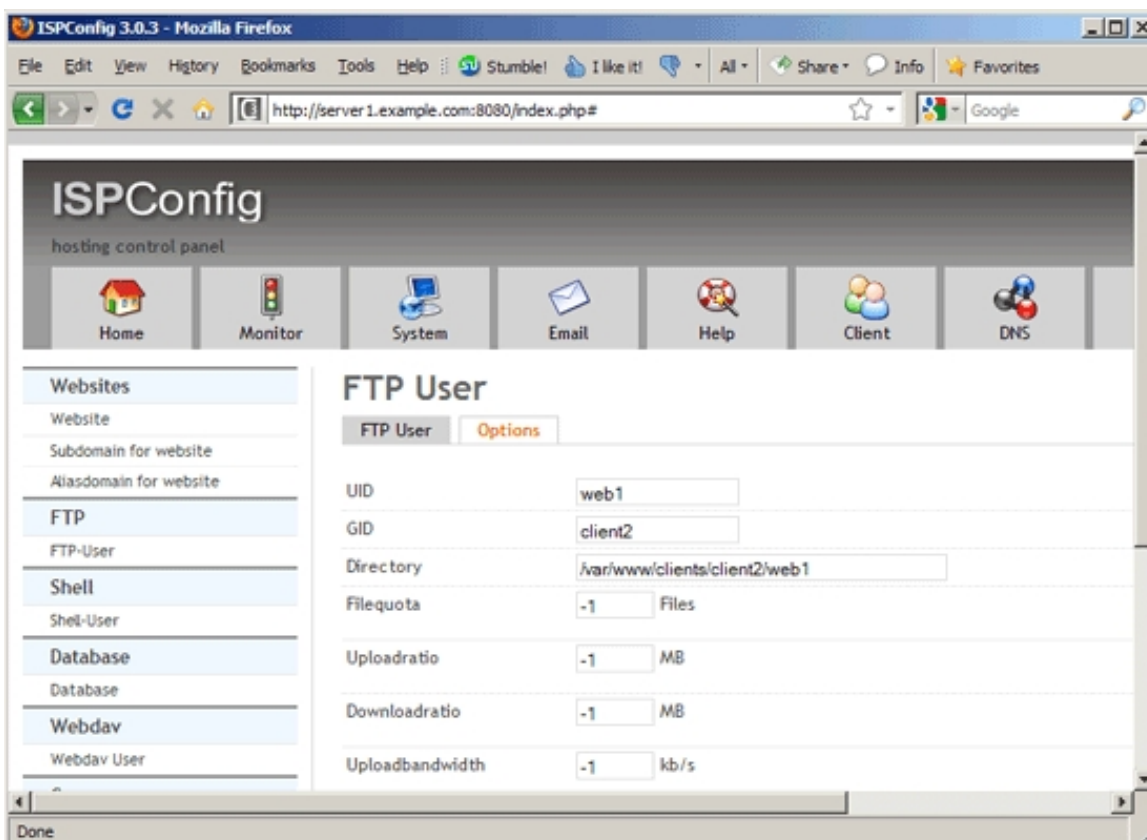 ISPConfig 3.0.3 - Mozilla Firefox
File Edit View History Bookmarks Tools Help Stumble! I like it! All Share Info Favorites
http://server1.example.com:8080/index.php# Google
ISPConfig
hosting control panel
Home Monitor System Email Help Client DNS
Websites
Website
Subdomain for website
Aliasdomain for website
FTP
FTP-User
Shell
Shell-User
Database
Database
Webdav
Webdav User
FTP User
FTP User Options
UID web1
GID client2
Directory /var/www/clients/client2/web1
Filequota -1 Files
Uploadratio -1 MB
Downloadratio -1 MB
Uploadbandwidth -1 kb/s
Done